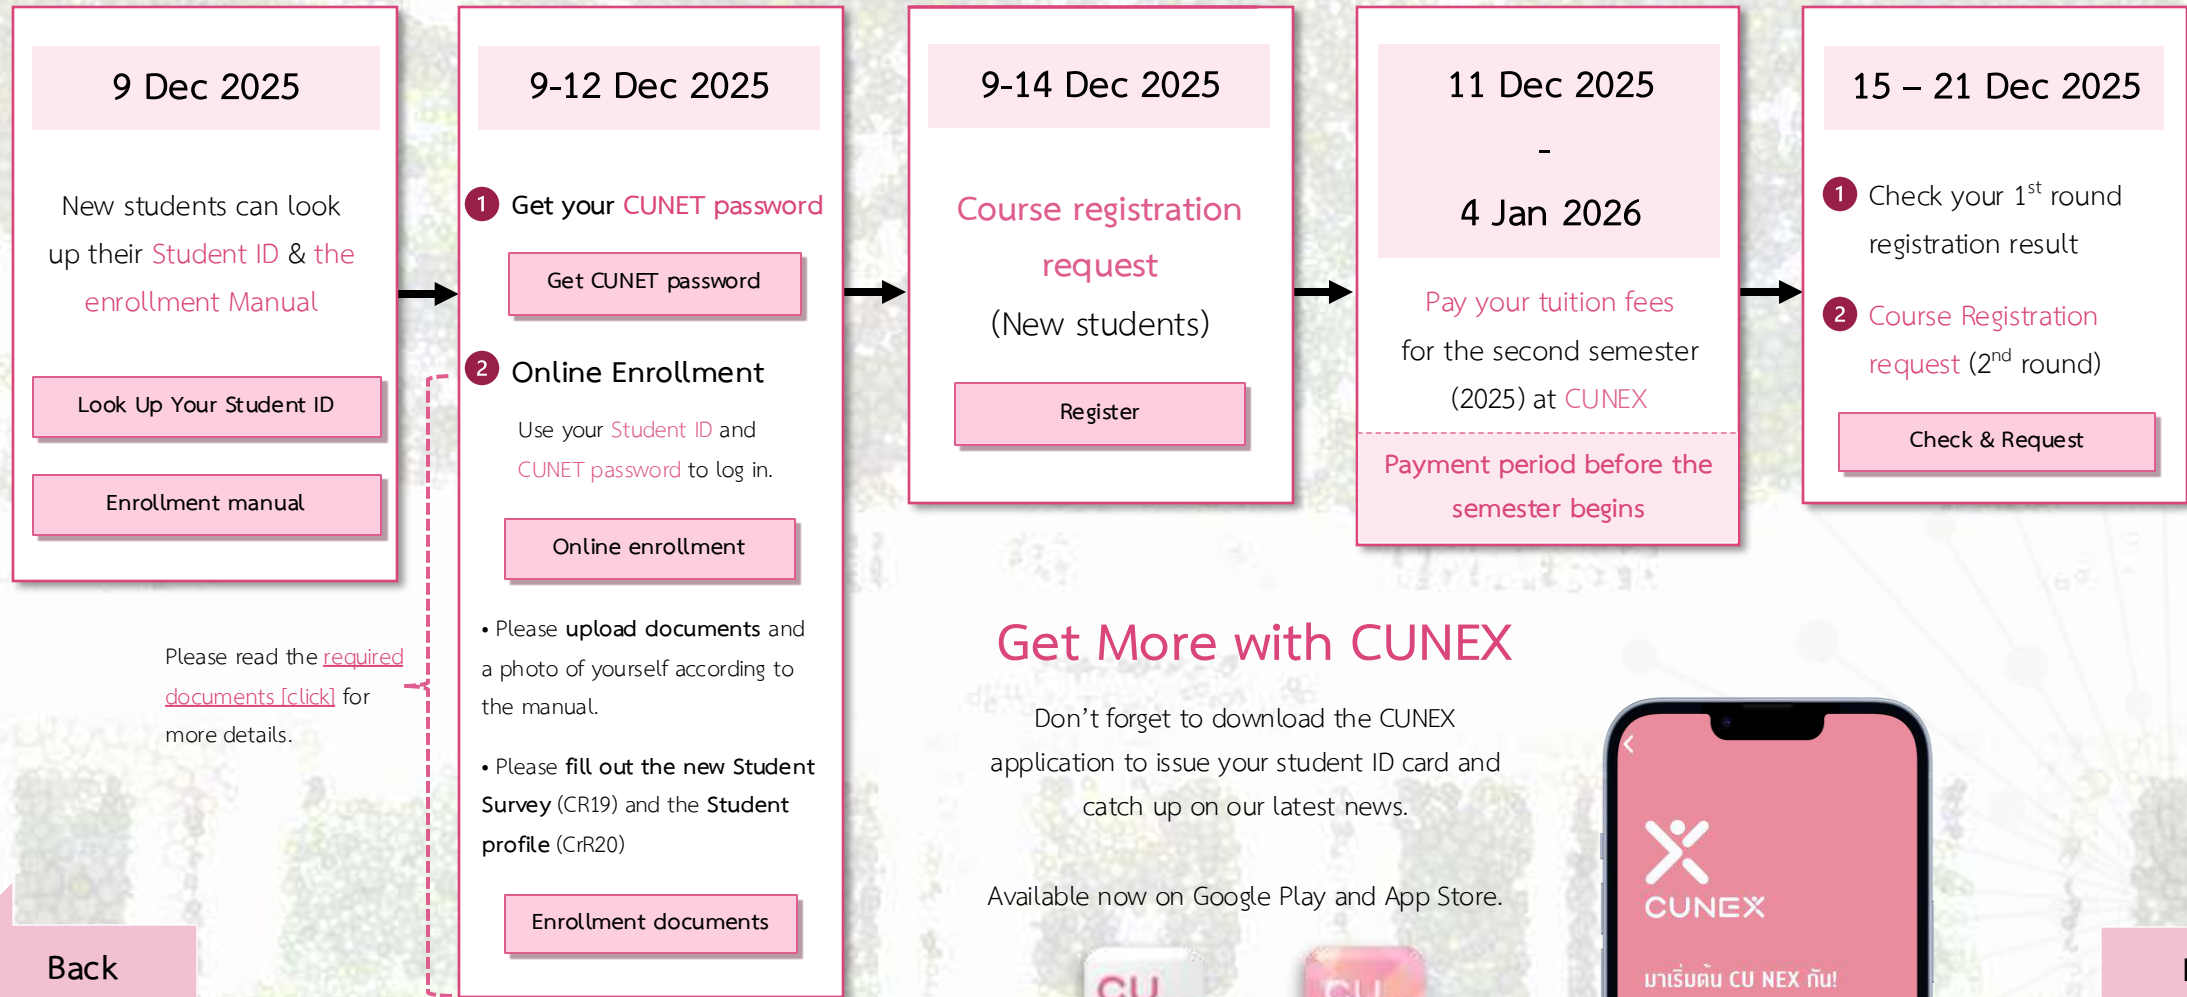 9 Dec 2025
New students can look
up their Student ID & the
enrollment Manual
Look Up Your Student ID
Enrollment manual
9-12 Dec 2025
1 Get your CUNET password
Get CUNET password
2 Online Enrollment
Use your Student ID and
CUNET password to log in.
Online enrollment
• Please upload documents and
a photo of yourself according to
the manual.
• Please fill out the new Student
Survey (CR19) and the Student
profile (CrR20)
Enrollment documents
Please read the required
documents [click] for
more details.
9-14 Dec 2025
Course registration
request
(New students)
Register
11 Dec 2025
-
4 Jan 2026
Pay your tuition fees
for the second semester
(2025) at CUNEX
Payment period before the
semester begins
15 – 21 Dec 2025
1 Check your 1st round
registration result
2 Course Registration
request (2nd round)
Check & Request
Get More with CUNEX
Don't forget to download the CUNEX
application to issue your student ID card and
catch up on our latest news.
Available now on Google Play and App Store.
CU
CU
CUNEX
มาเริ่มต้น CU NEX กัน!
Back